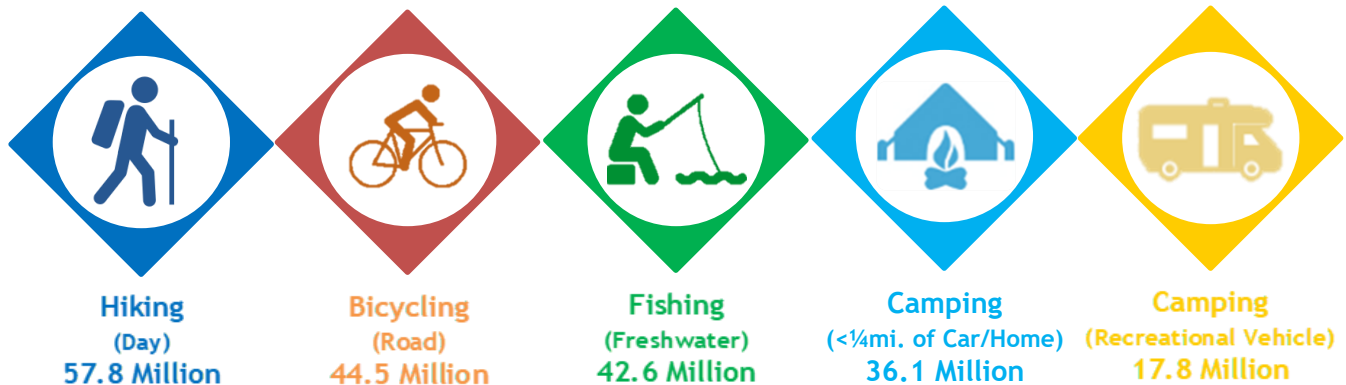 Hiking
(Day)
57.8 Million
Bicycling
(Road)
44.5 Million
Fishing
(Freshwater)
42.6 Million
Camping
(<¼mi. of Car/Home)
36.1 Million
Camping
(Recreational Vehicle)
17.8 Million